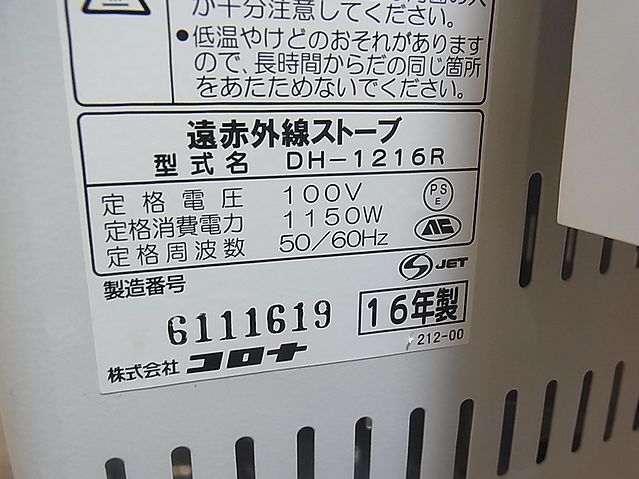 が十分注意してください。
●低温やけどのおそれがあります
ので、長時間からだの同じ箇所
をあたためないでください。
遠赤外線ストーブ
型式名 DH-1216R
定格電圧 100V
定格消費電力 1150W
定格周波数 50/60Hz
PS
E
JET
製造番号
6111619
16年製
株式会社 コロナ
212-00